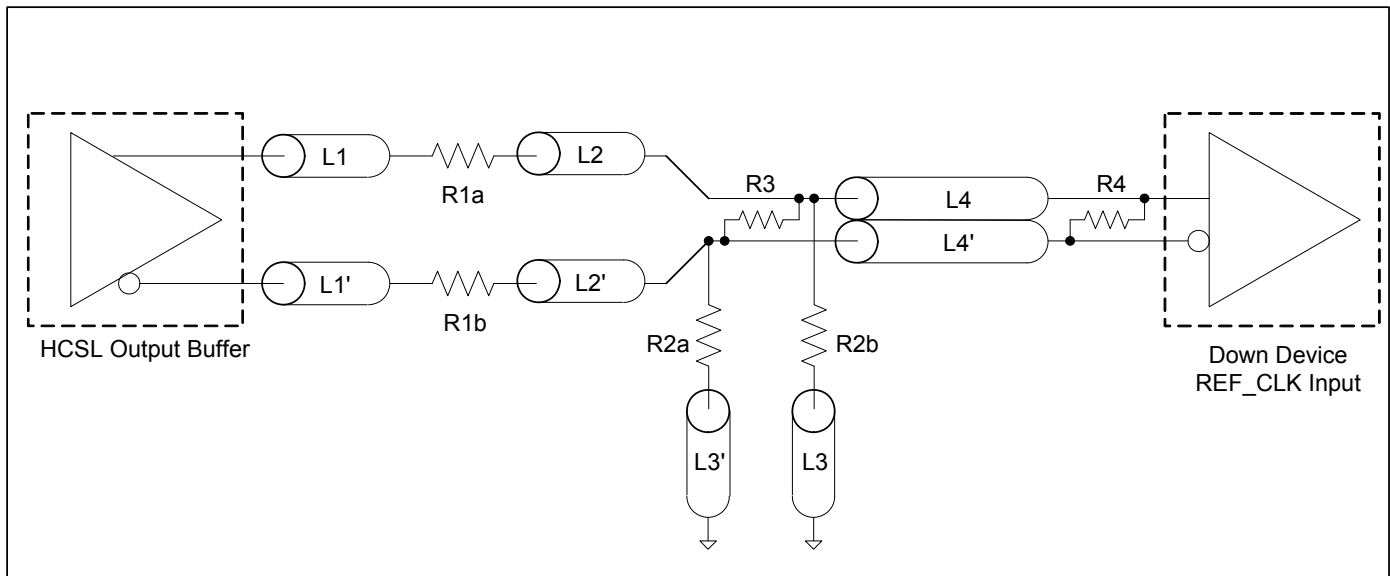 L1
R1a
L2
R3
L4
R4
L4'
L1'
R1b
L2'
HCSL Output Buffer
R2a
R2b
Down Device
REF_CLK Input
L3'
L3